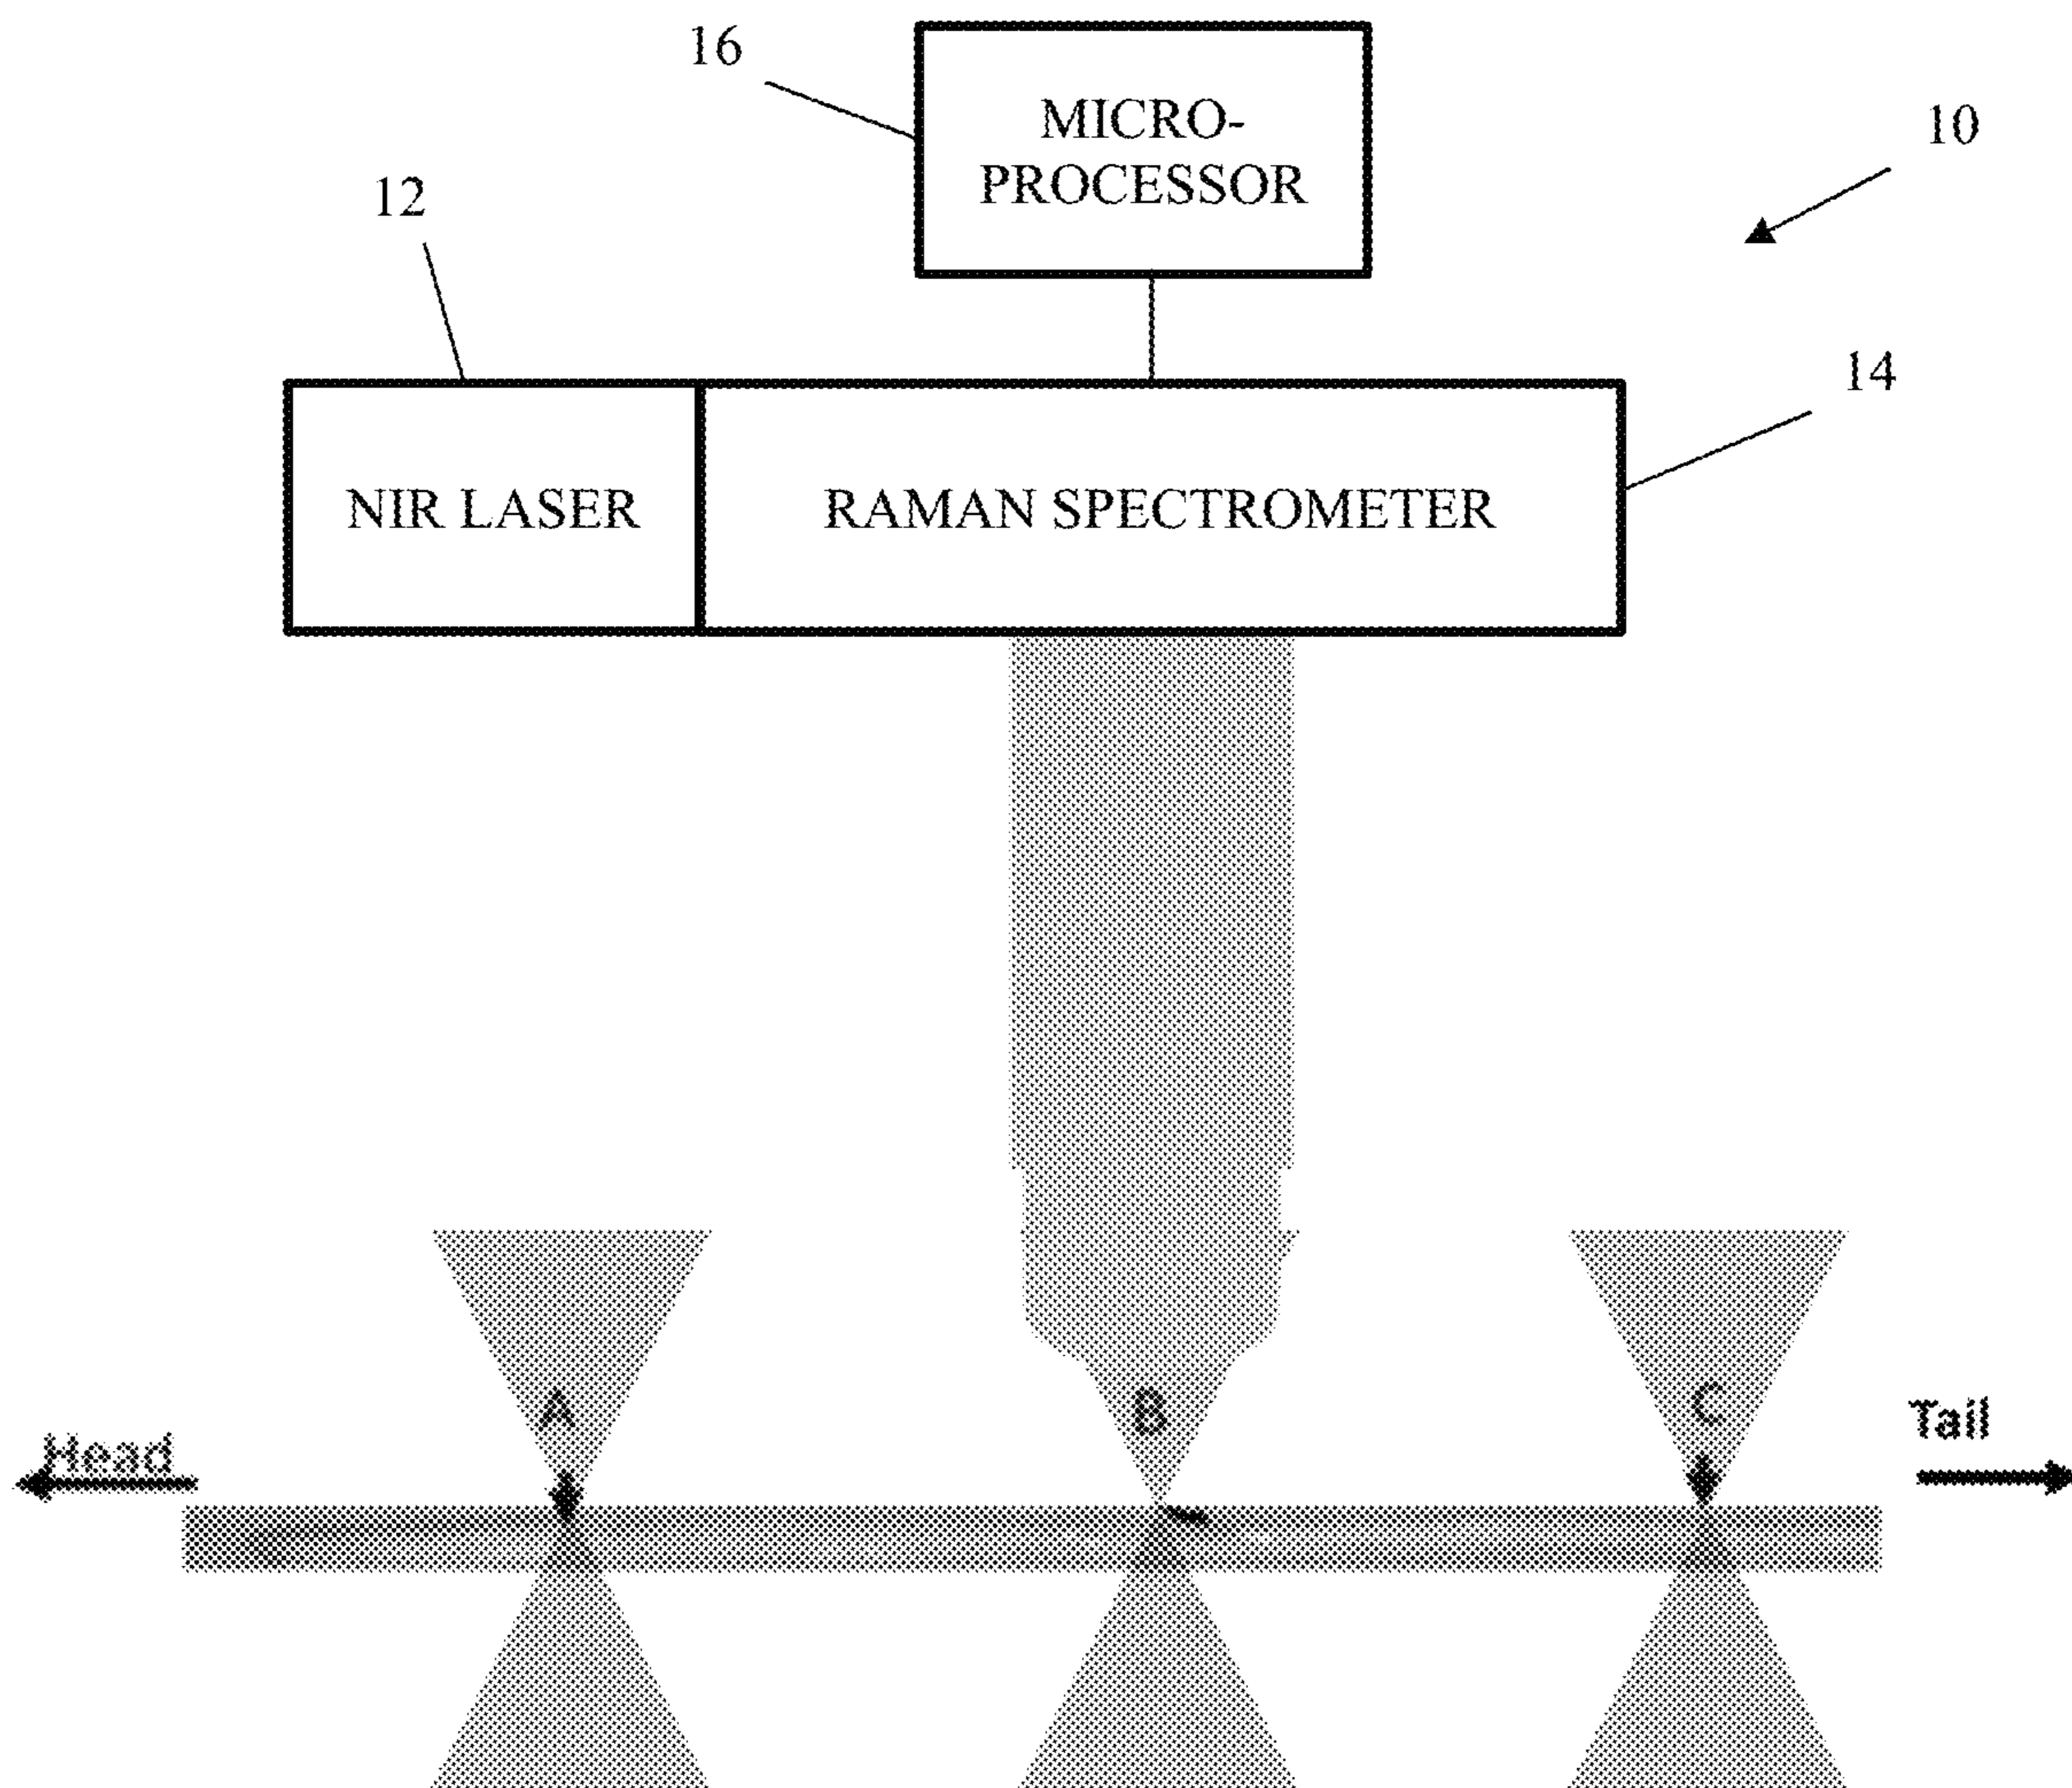 16
MICRO-
PROCESSOR
10
12
14
NIR LASER
RAMAN SPECTROMETER
A
B
C
Head
Tail